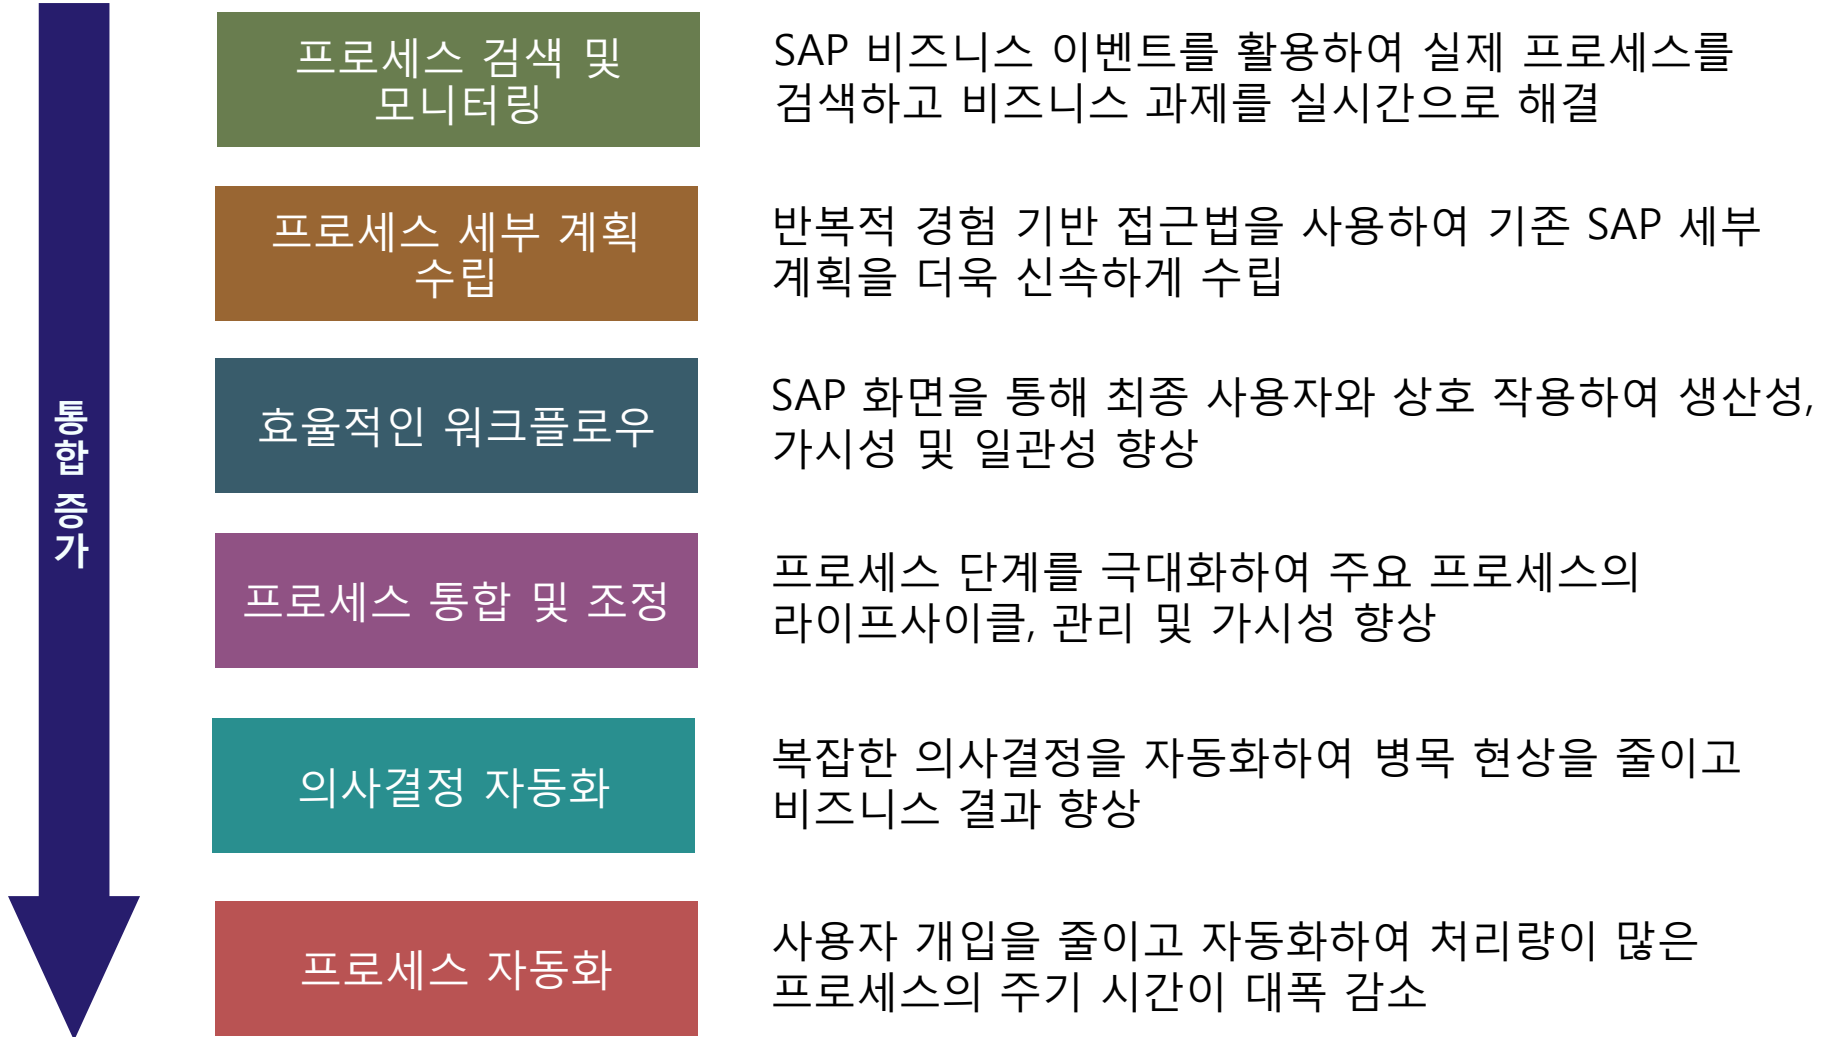 통합 증가
프로세스 검색 및
모니터링
SAP 비즈니스 이벤트를 활용하여 실제 프로세스를
검색하고 비즈니스 과제를 실시간으로 해결
프로세스 세부 계획
수립
반복적 경험 기반 접근법을 사용하여 기존 SAP 세부
계획을 더욱 신속하게 수립
효율적인 워크플로우
SAP 화면을 통해 최종 사용자와 상호 작용하여 생산성,
가시성 및 일관성 향상
프로세스 통합 및 조정
프로세스 단계를 극대화하여 주요 프로세스의
라이프사이클, 관리 및 가시성 향상
의사결정 자동화
복잡한 의사결정을 자동화하여 병목 현상을 줄이고
비즈니스 결과 향상
프로세스 자동화
사용자 개입을 줄이고 자동화하여 처리량이 많은
프로세스의 주기 시간이 대폭 감소